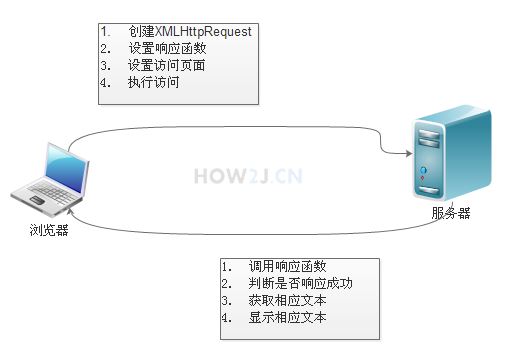 1. 创建XMLHttpRequest
2. 设置响应函数
3. 设置访问页面
4. 执行访问
HOW2J.CN
浏览器
服务器
1. 调用响应函数
2. 判断是否响应成功
3. 获取相应文本
4. 显示相应文本